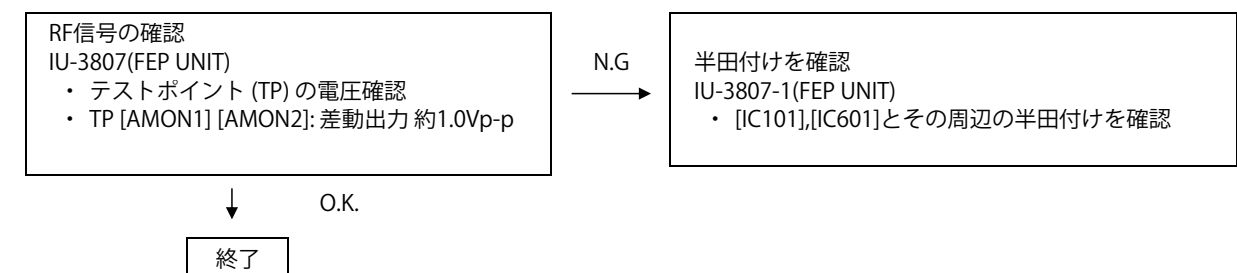 RF信号の確認
IU-3807(FEP UNIT)
・ テストポイント (TP) の電圧確認
・ TP [AMON1] [AMON2]: 差動出力 約1.0Vp-p
N.G
半田付けを確認
IU-3807-1(FEP UNIT)
・ [IC101],[IC601]とその周辺の半田付けを確認
O.K.
終了